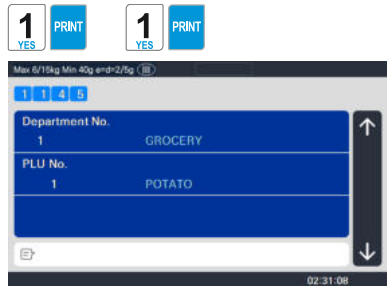 1 YES PRINT 1 YES PRINT
Max 6/15kg Min 40g e=d=2/5g (III)
1 1 4 5
Department No.
1 GROCERY
PLU No.
1 POTATO
02:31:08